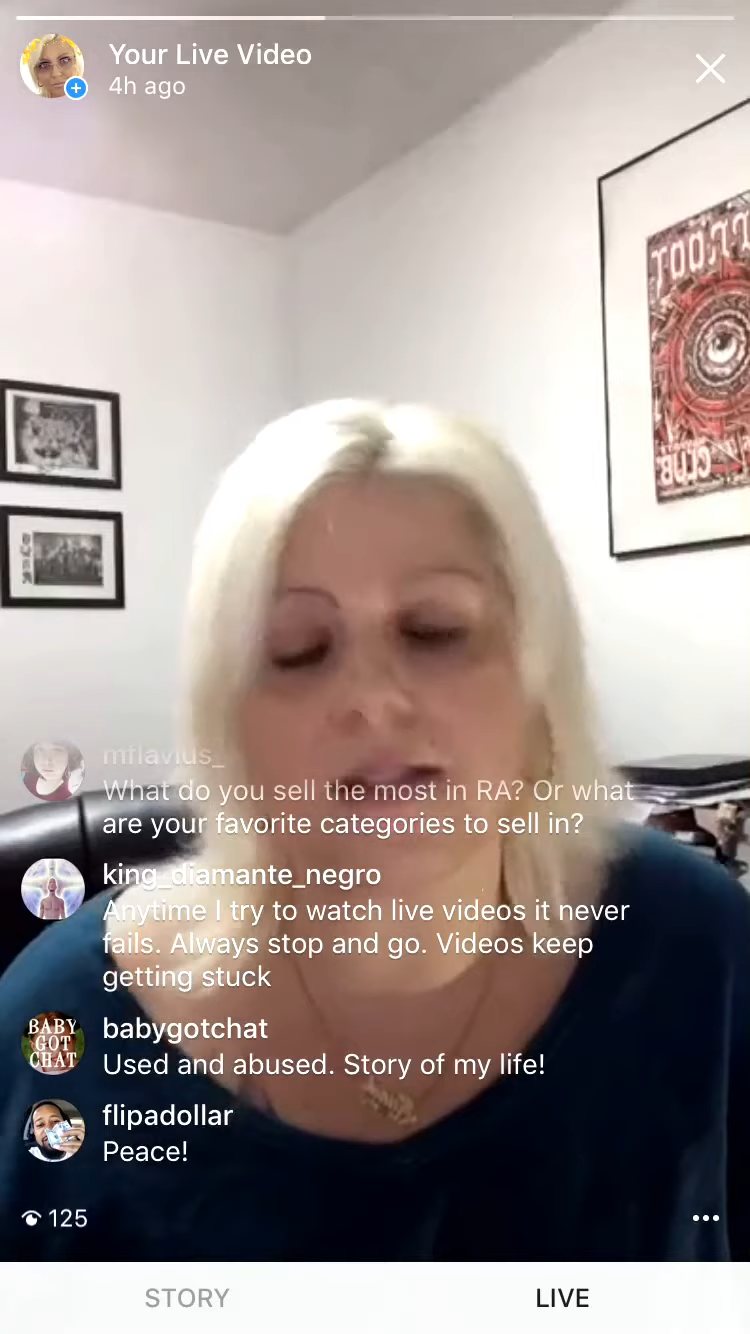 Your Live Video
4h ago
CLUB
mflavius_
What do you sell the most in RA? Or what
are your favorite categories to sell in?
king_diamante_negro
Anytime I try to watch live videos it never
fails. Always stop and go. Videos keep
getting stuck
BABY
GOT
CHAT
babygotchat
Used and abused. Story of my life!
flipadollar
Peace!
125
STORY
LIVE